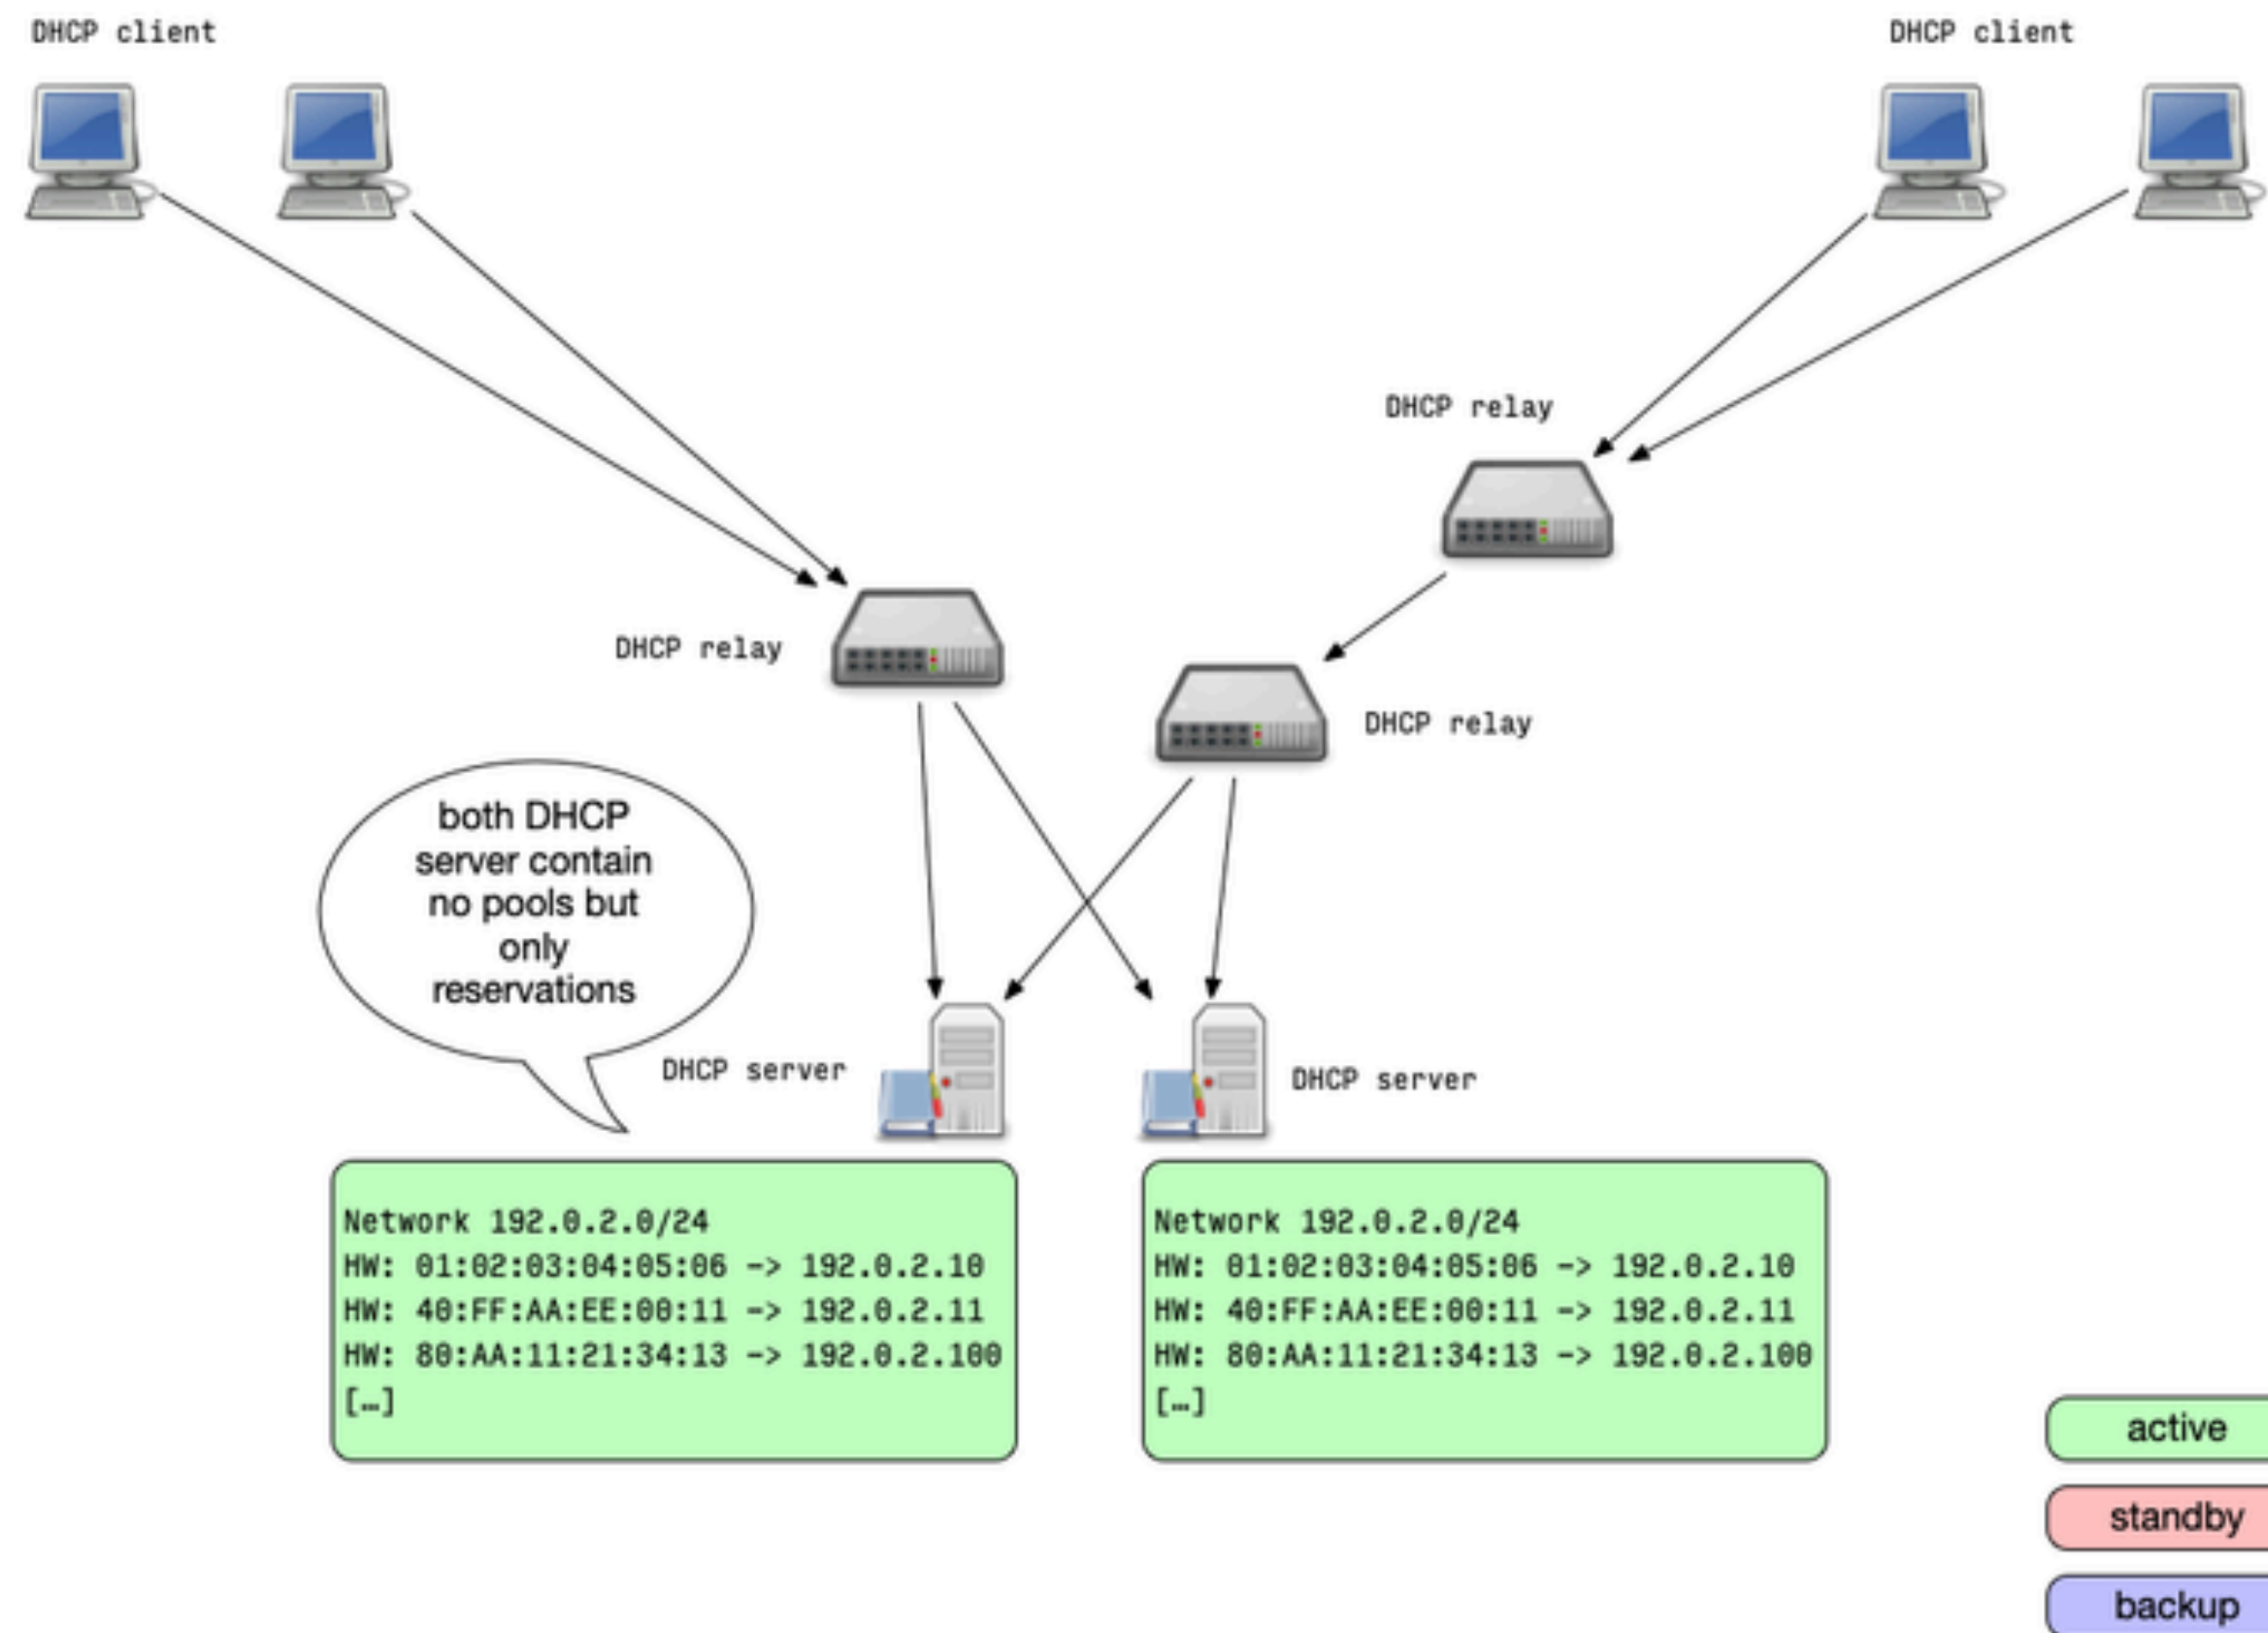 DHCP client
DHCP client
DHCP relay
DHCP relay
DHCP relay
both DHCP
server contain
no pools but
only
reservations
DHCP server
DHCP server
Network 192.0.2.0/24
HW: 01:02:03:04:05:06 -> 192.0.2.10
HW: 40:FF:AA:EE:00:11 -> 192.0.2.11
HW: 80:AA:11:21:34:13 -> 192.0.2.100
[…]
Network 192.0.2.0/24
HW: 01:02:03:04:05:06 -> 192.0.2.10
HW: 40:FF:AA:EE:00:11 -> 192.0.2.11
HW: 80:AA:11:21:34:13 -> 192.0.2.100
[…]
active
standby
backup